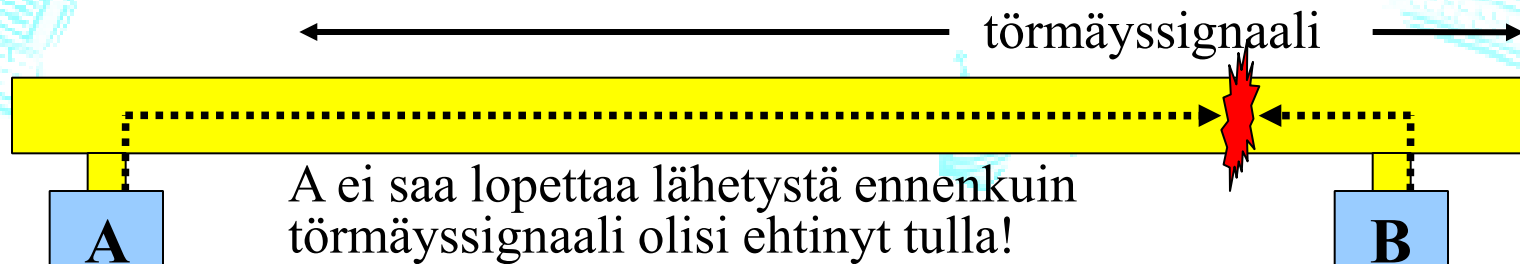 törmäyssignaali
A ei saa lopettaa lähetystä ennenkuin
törmäyssignaali olisi ehtinyt tulla!
A
B